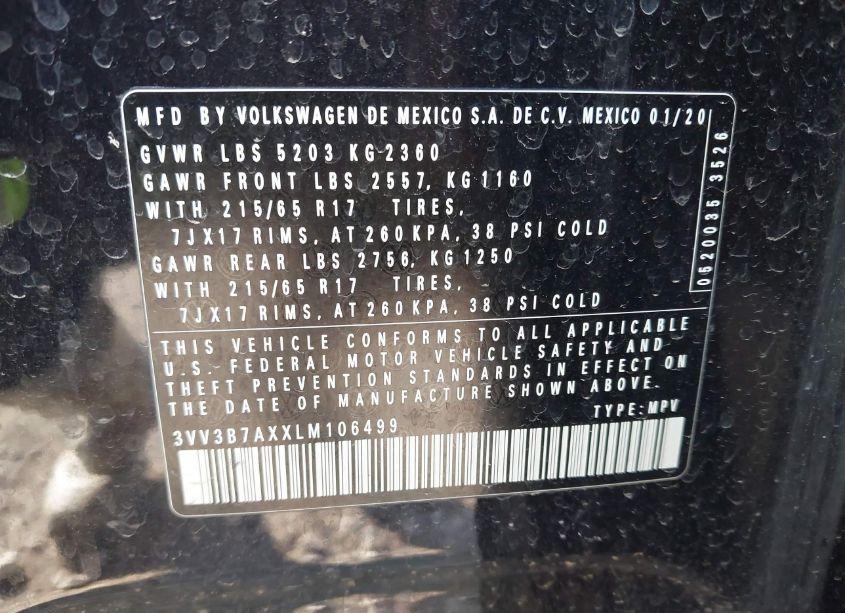 MFD BY VOLKSWAGEN DE MEXICO S.A. DE C.V. MEXICO 01/20
GVWR LBS 5203 KG 2360
GAWR FRONT LBS 2557, KG 1160
WITH 215/65 R17 TIRES,
7JX17 RIMS, AT 260 KPA, 38 PSI COLD
GAWR REAR LBS 2756, KG 1250
WITH 215/65 R17 TIRES,
7JX17 RIMS, AT 260 KPA, 38 PSI COLD
THIS VEHICLE CONFORMS TO ALL APPLICABLE
U.S. FEDERAL MOTOR VEHICLE SAFETY AND
THEFT PREVENTION STANDARDS IN EFFECT ON
THE DATE OF MANUFACTURE SHOWN ABOVE.
TYPE: MPV
3VV3B7AXXLM106499
0520035 3526